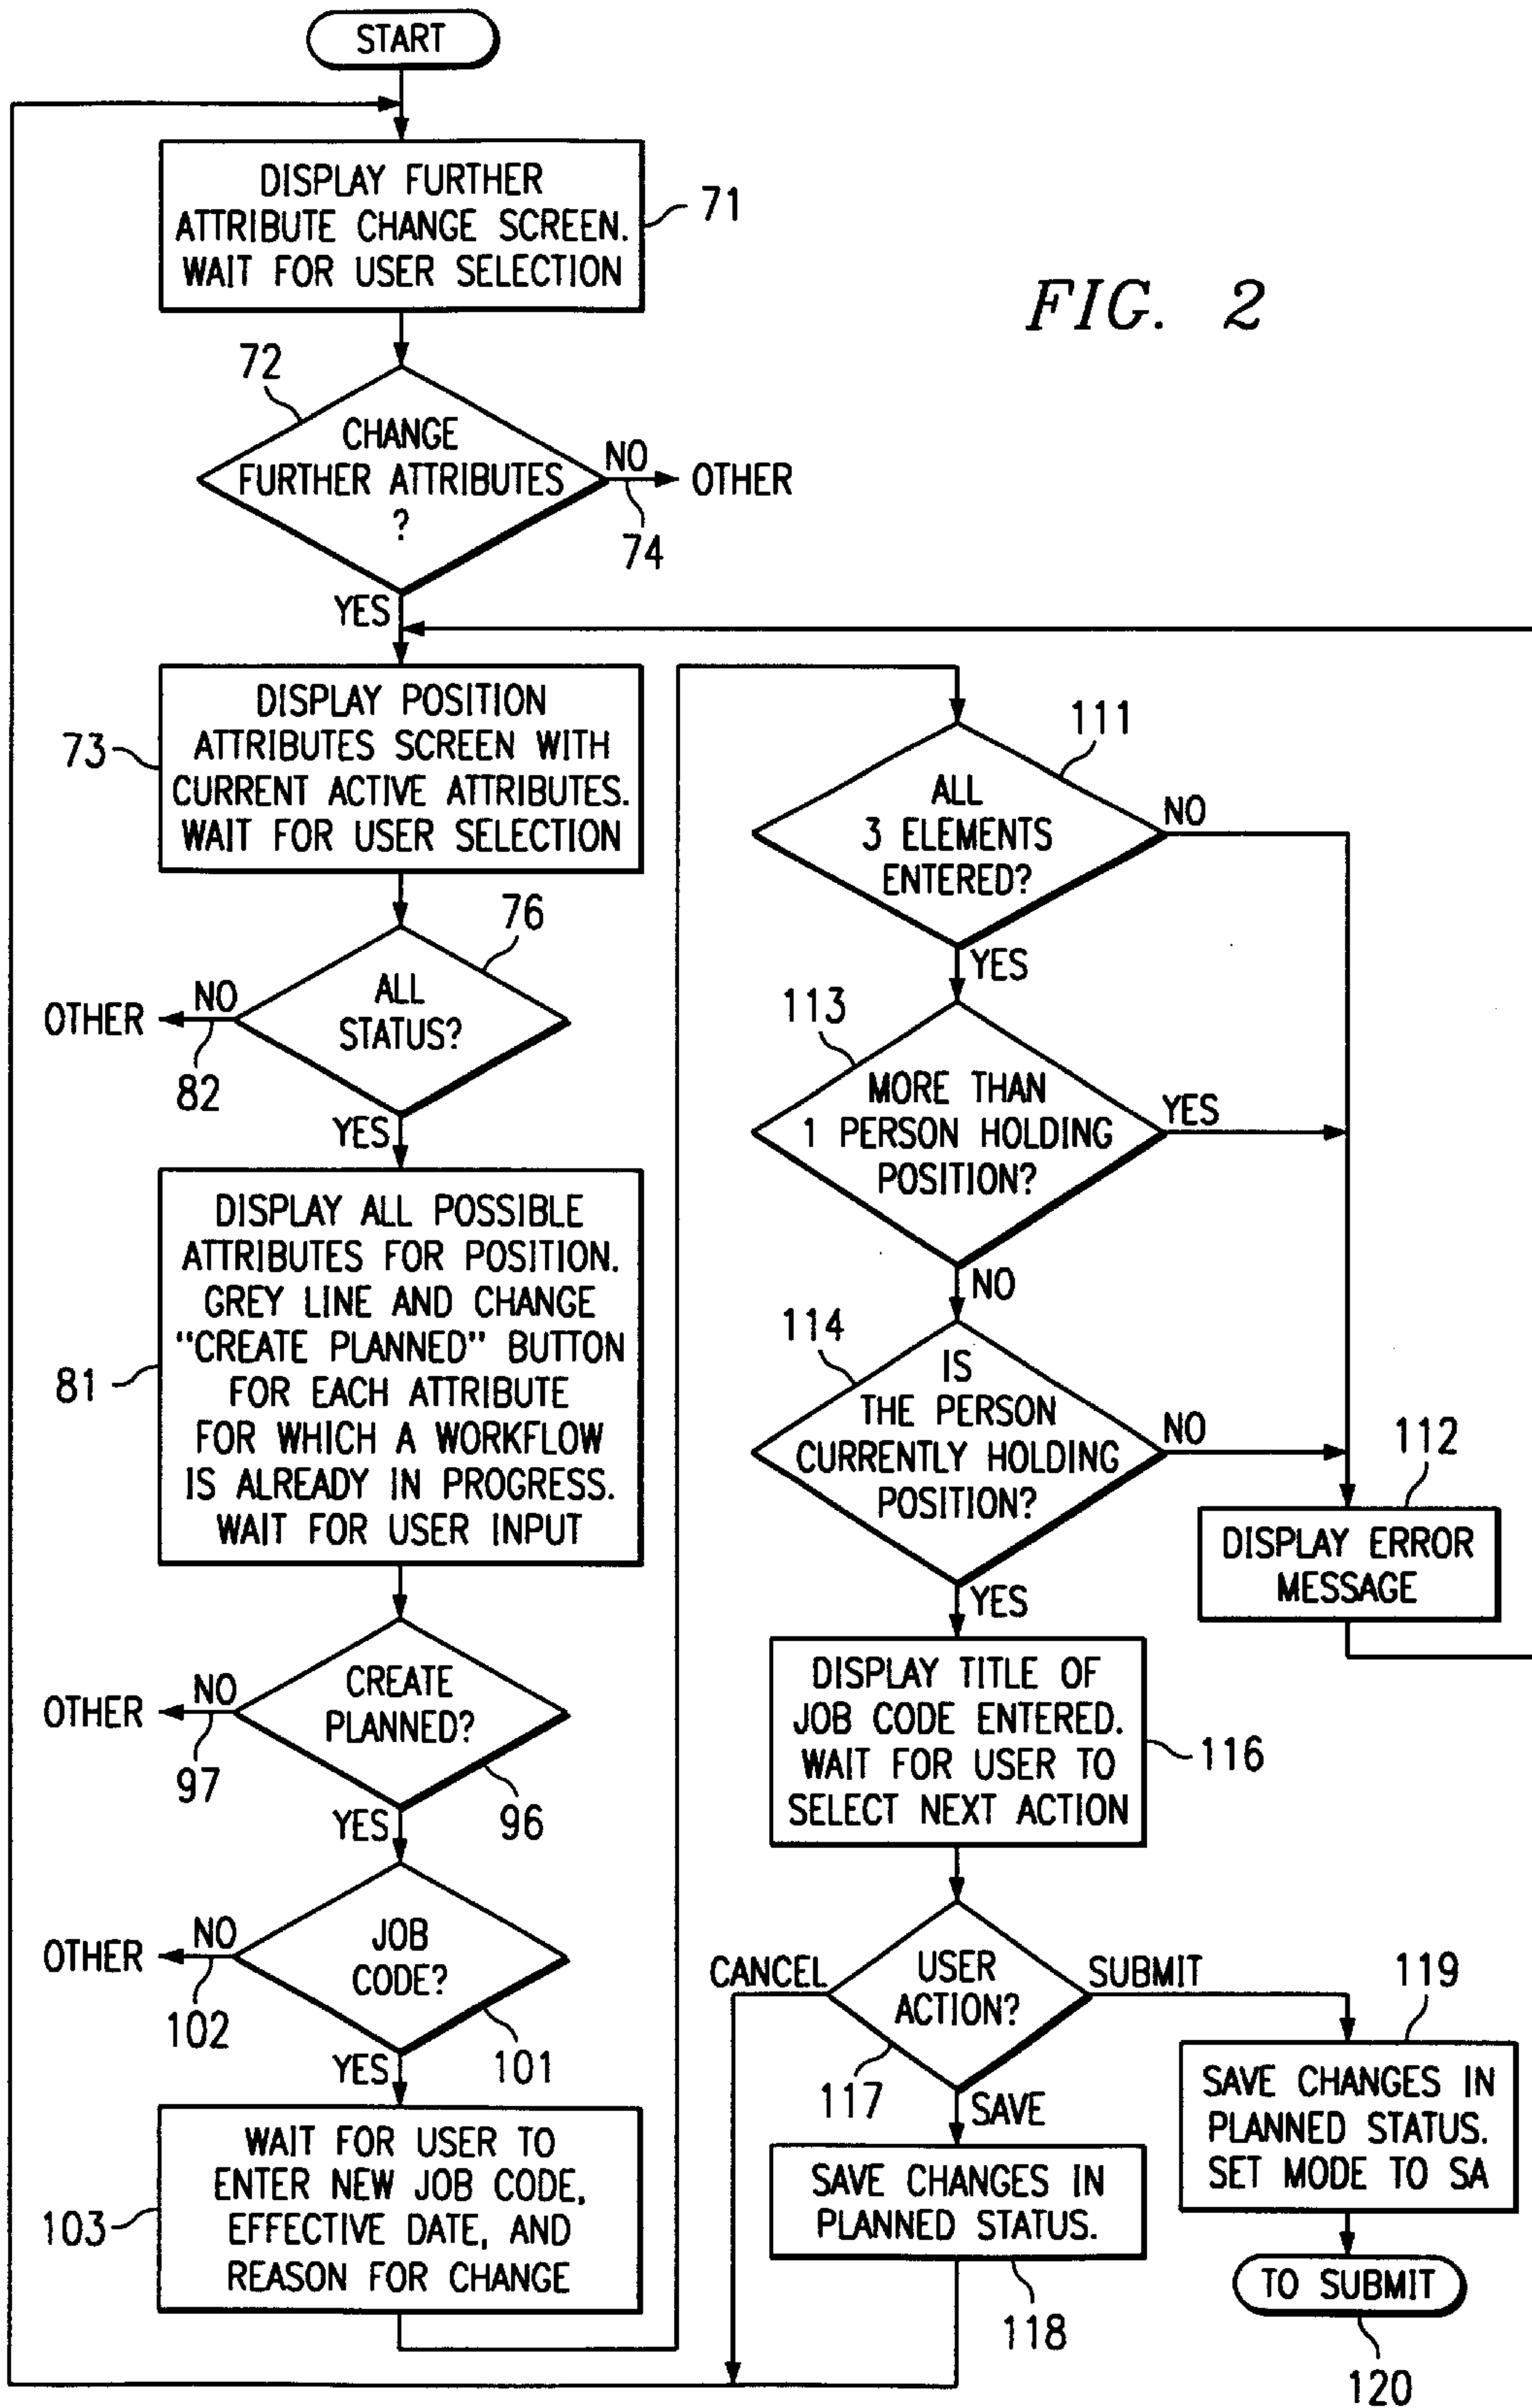 START
DISPLAY FURTHER
ATTRIBUTE CHANGE SCREEN.
WAIT FOR USER SELECTION
71
FIG. 2
72
CHANGE
FURTHER ATTRIBUTES
?
NO
OTHER
74
YES
DISPLAY POSITION
ATTRIBUTES SCREEN WITH
CURRENT ACTIVE ATTRIBUTES.
WAIT FOR USER SELECTION
73
76
ALL
STATUS?
NO
OTHER
82
YES
DISPLAY ALL POSSIBLE
ATTRIBUTES FOR POSITION.
GREY LINE AND CHANGE
"CREATE PLANNED" BUTTON
FOR EACH ATTRIBUTE
FOR WHICH A WORKFLOW
IS ALREADY IN PROGRESS.
WAIT FOR USER INPUT
81
CREATE
PLANNED?
NO
OTHER
97
96
YES
JOB
CODE?
NO
OTHER
102
101
YES
WAIT FOR USER TO
ENTER NEW JOB CODE,
EFFECTIVE DATE, AND
REASON FOR CHANGE
103
111
ALL
3 ELEMENTS
ENTERED?
NO
YES
113
MORE THAN
1 PERSON HOLDING
POSITION?
YES
NO
114
IS
THE PERSON
CURRENTLY HOLDING
POSITION?
NO
YES
112
DISPLAY ERROR
MESSAGE
DISPLAY TITLE OF
JOB CODE ENTERED.
WAIT FOR USER TO
SELECT NEXT ACTION
116
USER
ACTION?
CANCEL
SUBMIT
117
SAVE
SAVE CHANGES IN
PLANNED STATUS.
118
119
SAVE CHANGES IN
PLANNED STATUS.
SET MODE TO SA
TO SUBMIT
120